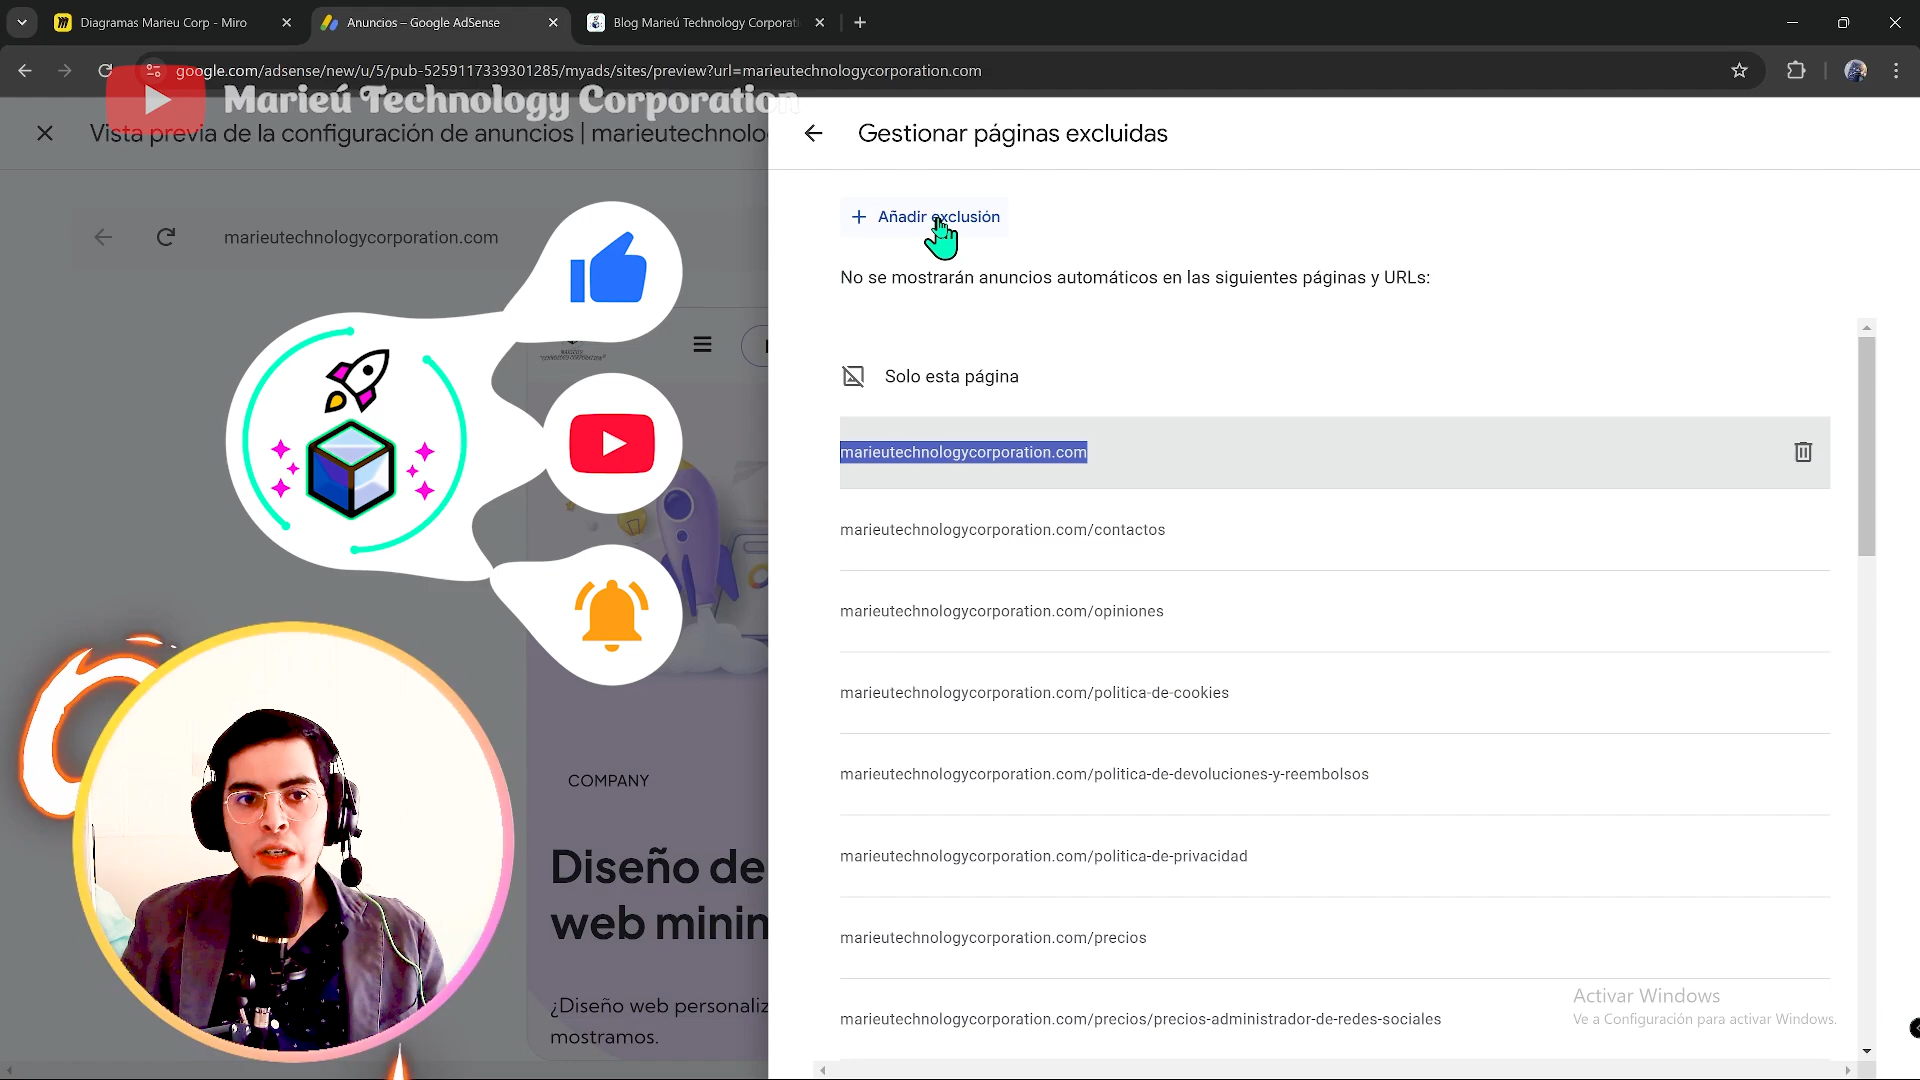 Diagramas Marieu Corp - Miro
Anuncios – Google AdSense
Blog Marieú Technology Corporati
google.com/adsense/new/u/5/pub-5259117339301285/myads/sites/preview?url=marieutechnologycorporation.com
Marieú Technology Corporation
Vista previa de la configuración de anuncios | marieutechnolo
Gestionar páginas excluidas
marieutechnologycorporation.com
Añadir exclusión
No se mostrarán anuncios automáticos en las siguientes páginas y URLs:
Solo esta página
marieutechnologycorporation.com
marieutechnologycorporation.com/contactos
marieutechnologycorporation.com/opiniones
marieutechnologycorporation.com/politica-de-cookies
marieutechnologycorporation.com/politica-de-devoluciones-y-reembolsos
marieutechnologycorporation.com/politica-de-privacidad
marieutechnologycorporation.com/precios
marieutechnologycorporation.com/precios/precios-administrador-de-redes-sociales
COMPANY
Diseño de
web minin
¿Diseño web personaliz
mostramos.
Activar Windows
Ve a Configuración para activar Windows.